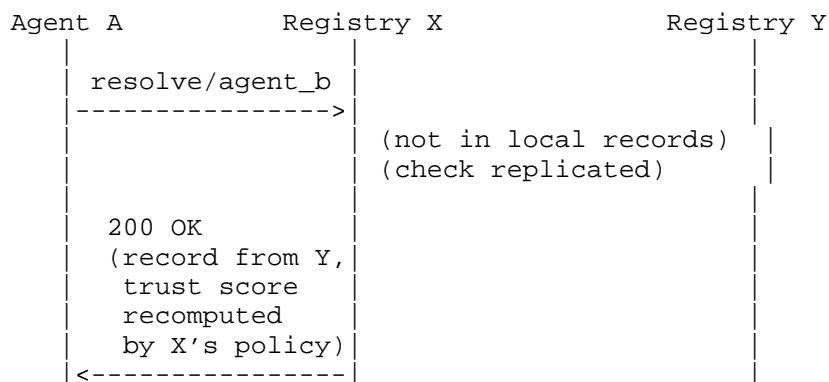 Agent A Registry X Registry Y
resolve/agent_b
(not in local records)
(check replicated)
200 OK
(record from Y,
trust score
recomputed
by X's policy)